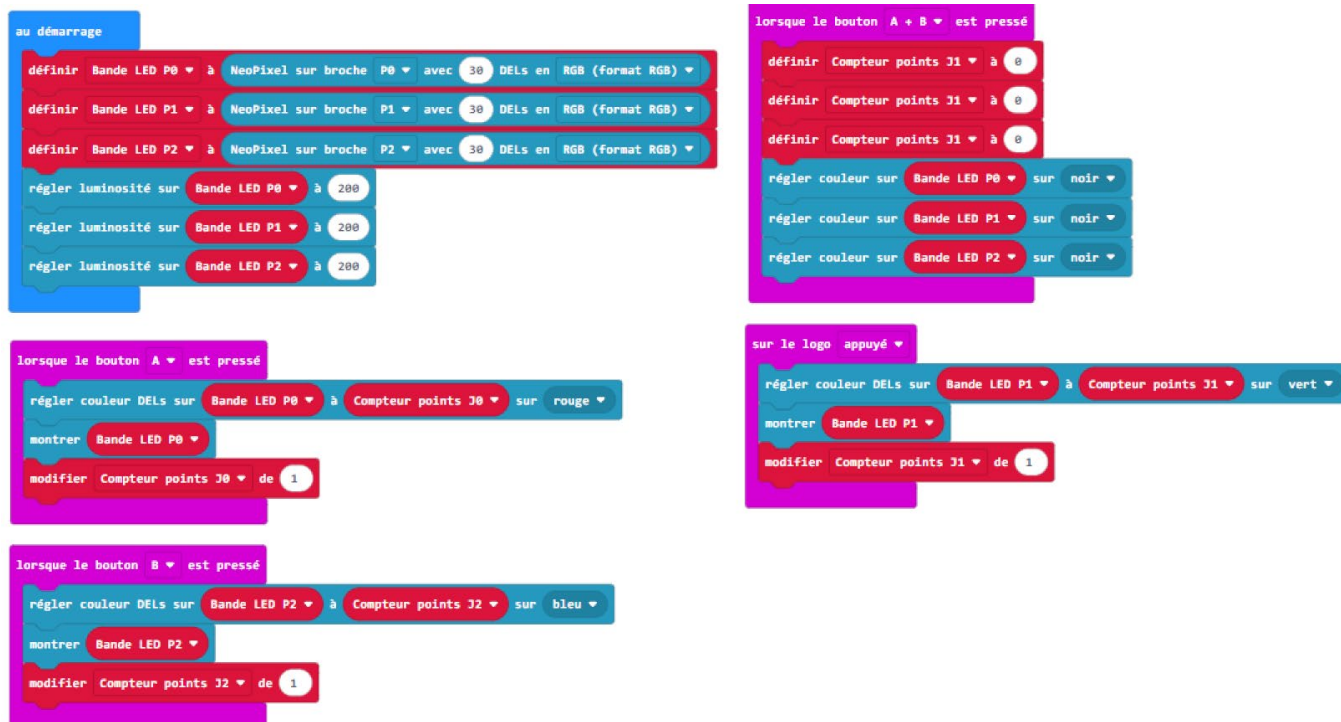 au démarrage
définir Bande LED P0 à NeoPixel sur broche P0 avec 30 DELs en RGB (format RGB)
définir Bande LED P1 à NeoPixel sur broche P1 avec 30 DELs en RGB (format RGB)
définir Bande LED P2 à NeoPixel sur broche P2 avec 30 DELs en RGB (format RGB)
régler luminosité sur Bande LED P0 à 200
régler luminosité sur Bande LED P1 à 200
régler luminosité sur Bande LED P2 à 200
lorsque le bouton A est pressé
régler couleur DELs sur Bande LED P0 à Compteur points J0 sur rouge
montrer Bande LED P0
modifier Compteur points J0 de 1
lorsque le bouton B est pressé
régler couleur DELs sur Bande LED P2 à Compteur points J2 sur bleu
montrer Bande LED P2
modifier Compteur points J2 de 1
lorsque le bouton A + B est pressé
définir Compteur points J1 à 0
définir Compteur points J1 à 0
définir Compteur points J1 à 0
régler couleur sur Bande LED P0 sur noir
régler couleur sur Bande LED P1 sur noir
régler couleur sur Bande LED P2 sur noir
sur le logo appuyé
régler couleur DELs sur Bande LED P1 à Compteur points J1 sur vert
montrer Bande LED P1
modifier Compteur points J1 de 1